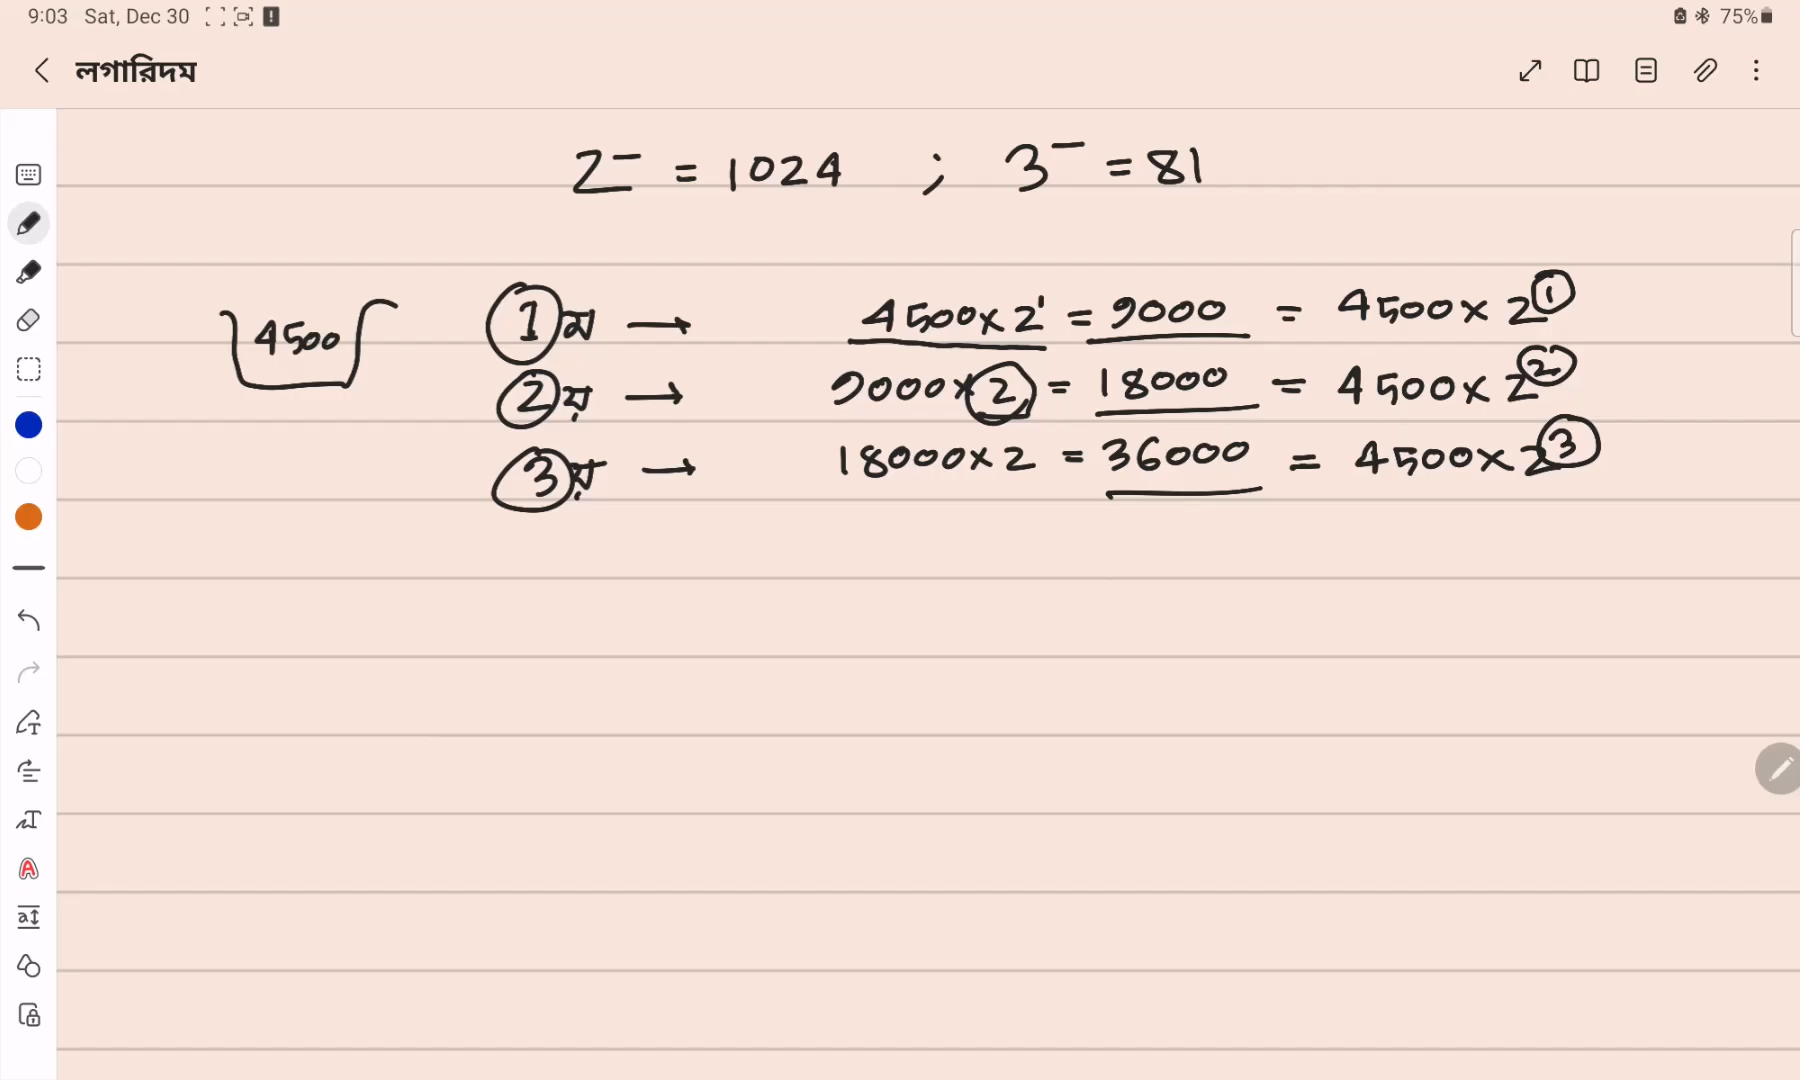 9:03 Sat, Dec 30 75%
লগারিদম
2⁻ = 1024 ; 3⁻ = 81
4500
1ম → 4500×2¹ = 9000 = 4500×2¹
2য় → 9000×2 = 18000 = 4500×2²
3য় → 18000×2 = 36000 = 4500×2³